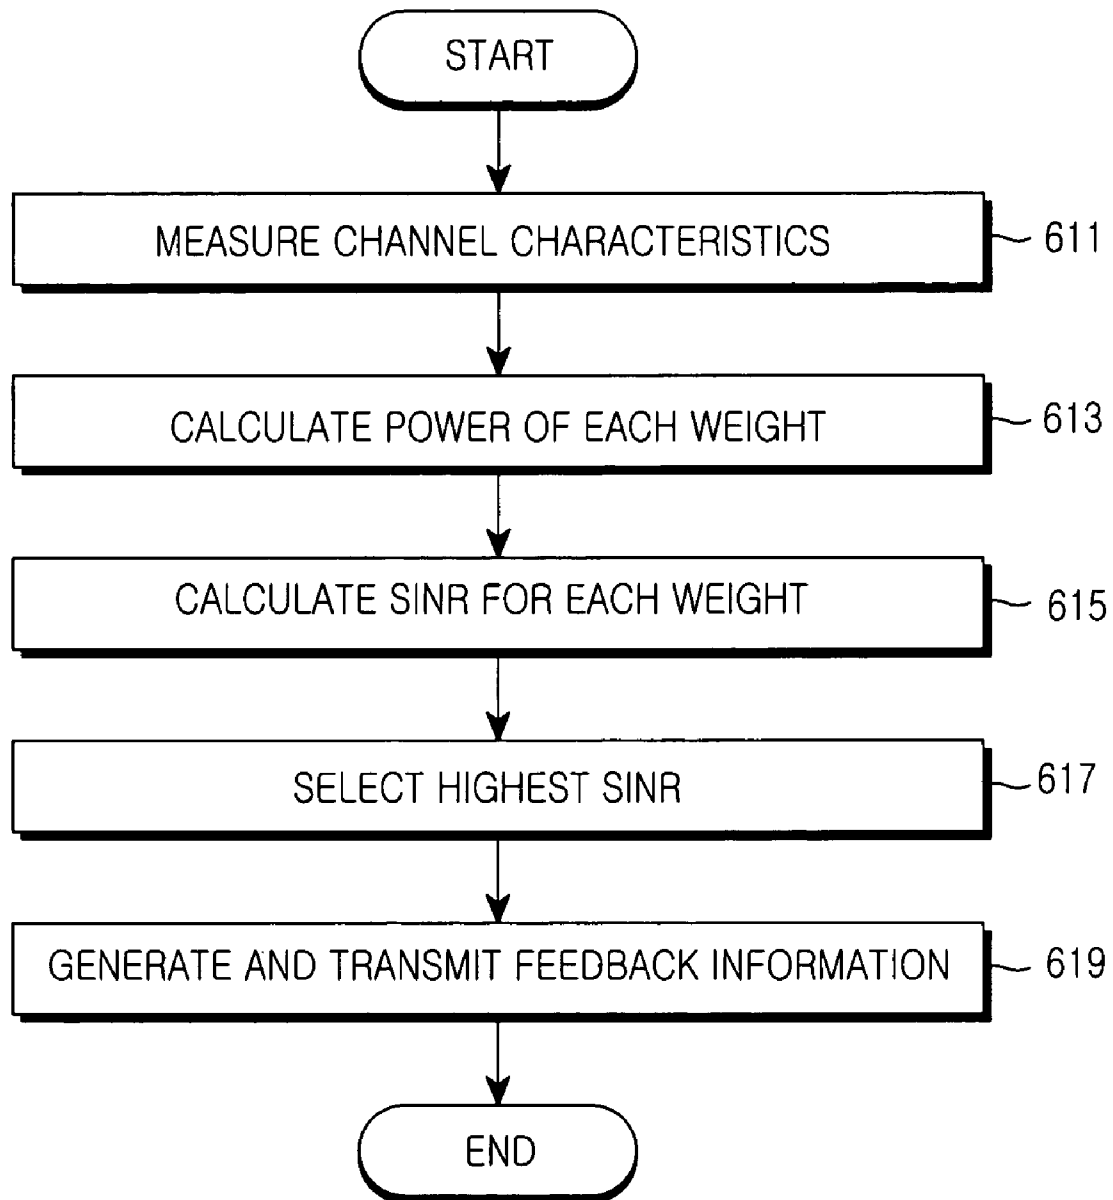 START
MEASURE CHANNEL CHARACTERISTICS
611
CALCULATE POWER OF EACH WEIGHT
613
CALCULATE SINR FOR EACH WEIGHT
615
SELECT HIGHEST SINR
617
GENERATE AND TRANSMIT FEEDBACK INFORMATION
619
END